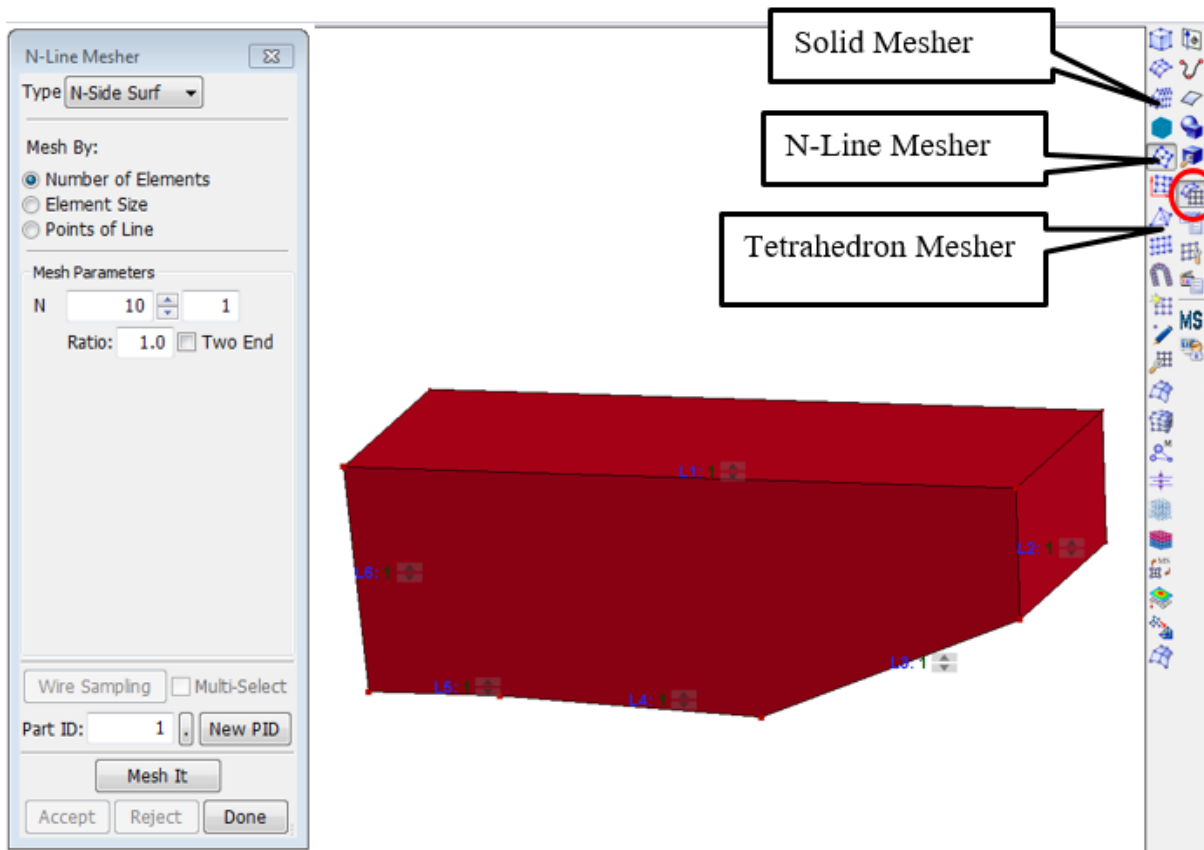 N-Line Mesher
Type N-Side Surf
Mesh By:
Number of Elements
Element Size
Points of Line
Mesh Parameters
N 10 1
Ratio: 1.0 Two End
Wire Sampling Multi-Select
Part ID: 1 . New PID
Mesh It
Accept Reject Done
Solid Mesher
N-Line Mesher
Tetrahedron Mesher
L1: 1
L2: 1
L6: 1
L3: 1
L5: 1
L4: 1
MS